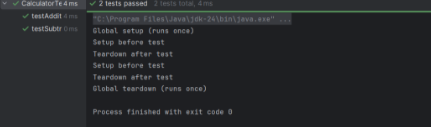 CalculatorTe 4 ms
testAddit 4 ms
testSubtr 0 ms
2 tests passed 2 tests total, 4 ms
"C:\Program Files\Java\jdk-24\bin\java.exe" ...
Global setup (runs once)
Setup before test
Teardown after test
Setup before test
Teardown after test
Global teardown (runs once)
Process finished with exit code 0